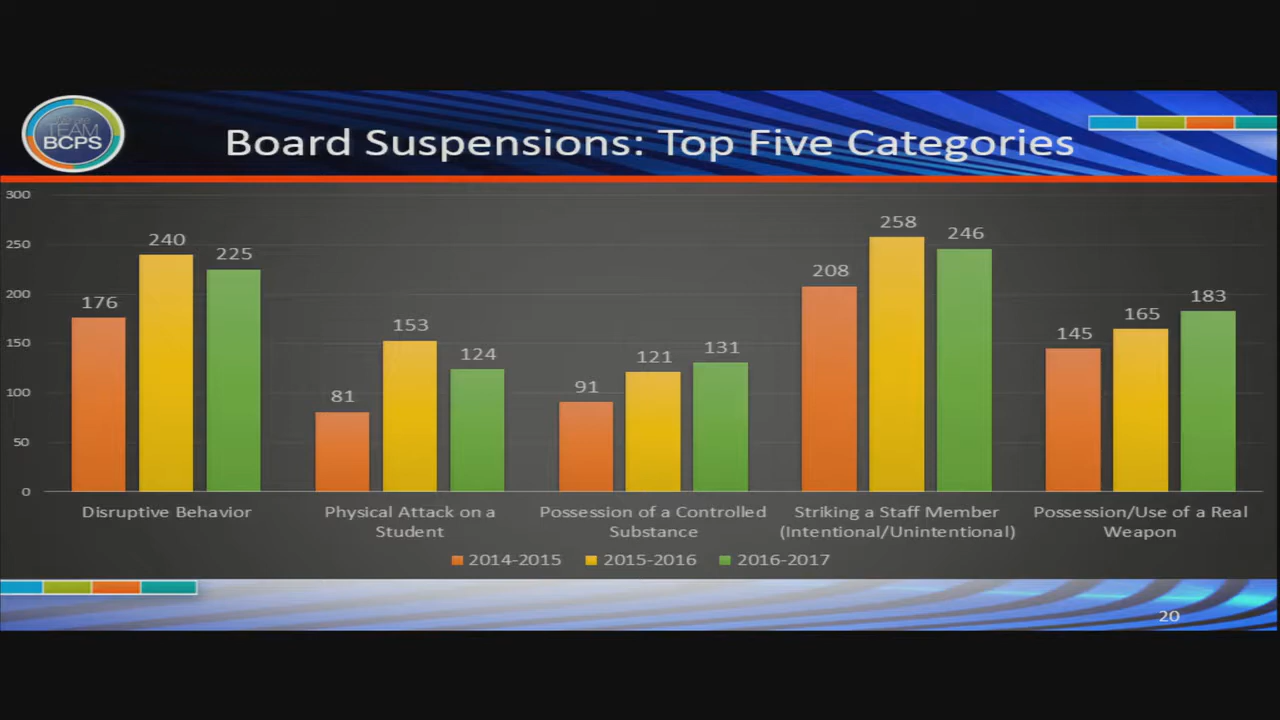 TEAM
BCPS
Board Suspensions: Top Five Categories
300
250
200
150
100
50
0
176
240
225
81
153
124
91
121
131
208
258
246
145
165
183
Disruptive Behavior
Physical Attack on a
Student
Possession of a Controlled
Substance
Striking a Staff Member
(Intentional/Unintentional)
Possession/Use of a Real
Weapon
2014-2015 2015-2016 2016-2017
20